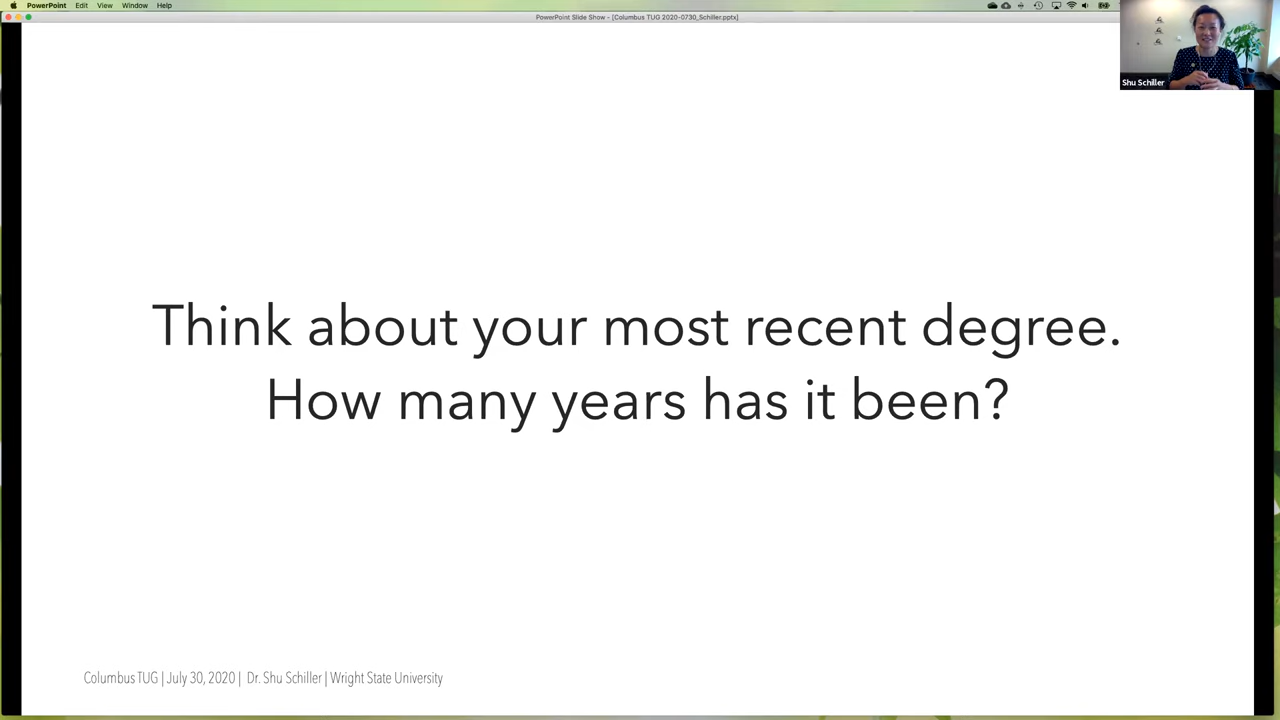 PowerPoint Edit View Window Help
PowerPoint Slide Show - [Columbus TUG 2020-0730_Schiller.pptx]
Shu Schiller
Think about your most recent degree.
How many years has it been?
Columbus TUG | July 30, 2020 | Dr. Shu Schiller | Wright State University